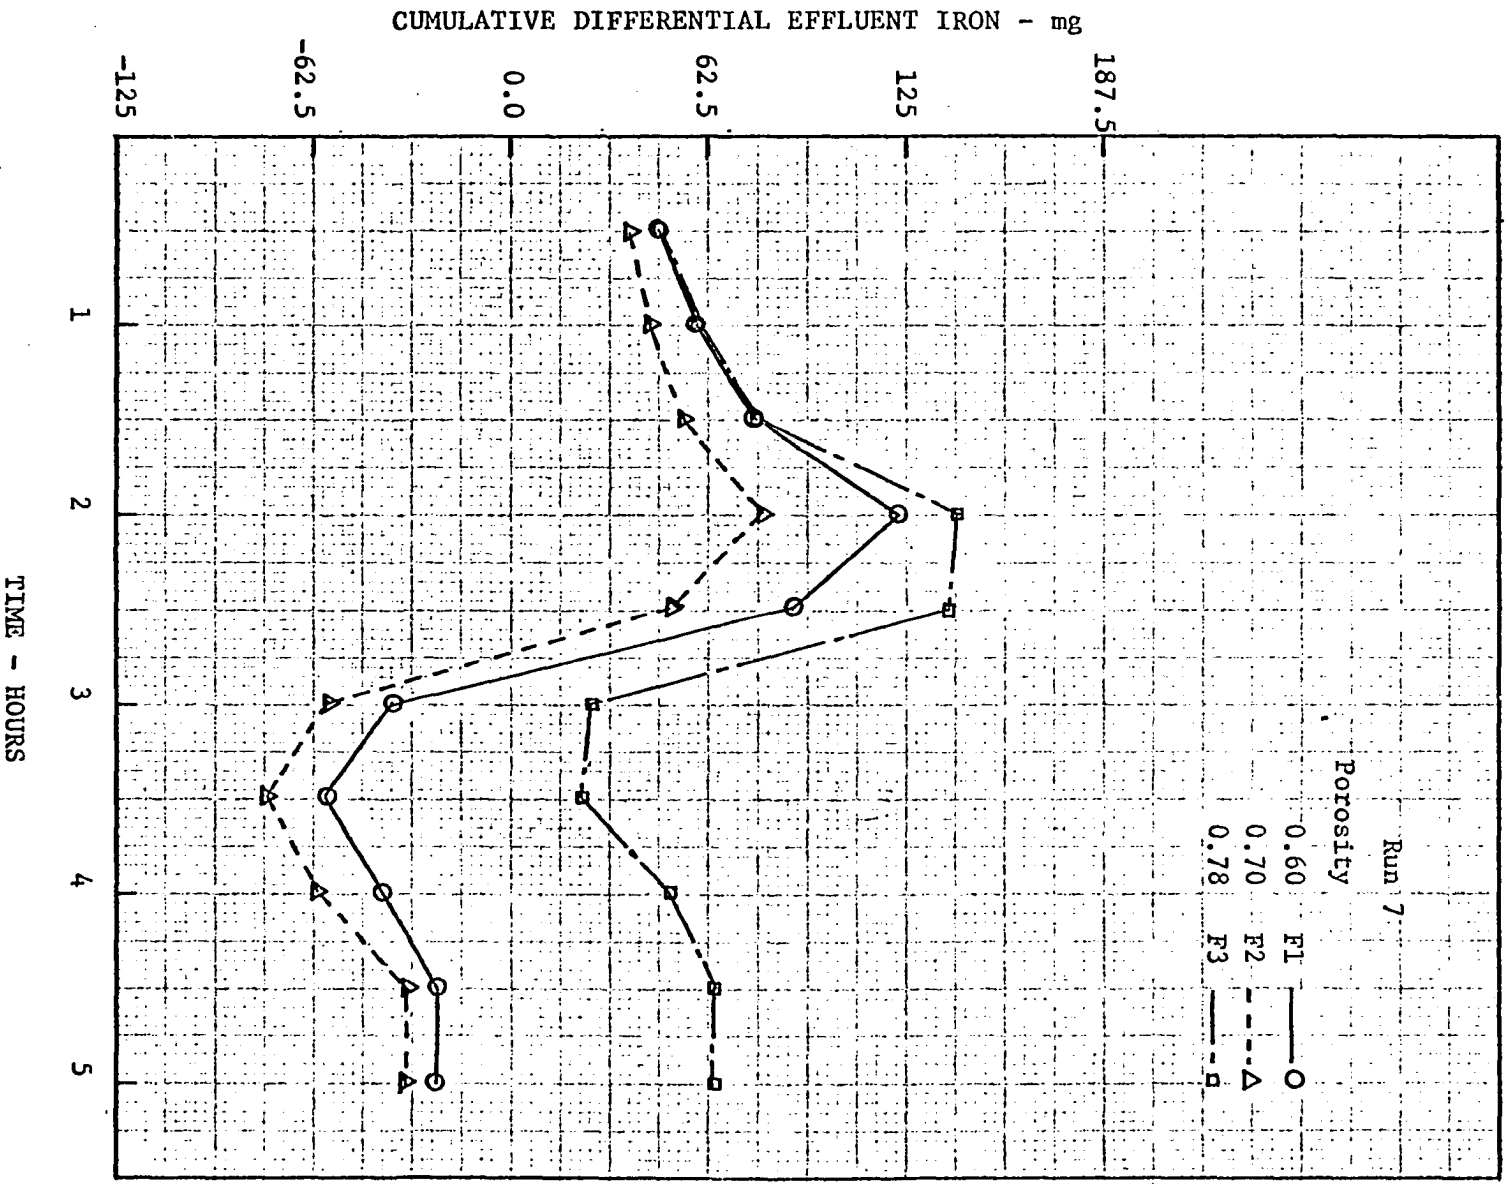 CUMULATIVE DIFFERENTIAL EFFLUENT IRON - mg
187.5
125
62.5
0.0
-62.5
-125
Run 7
Porosity
0.60 F1
0.70 F2
0.78 F3
1
2
3
4
5
TIME - HOURS